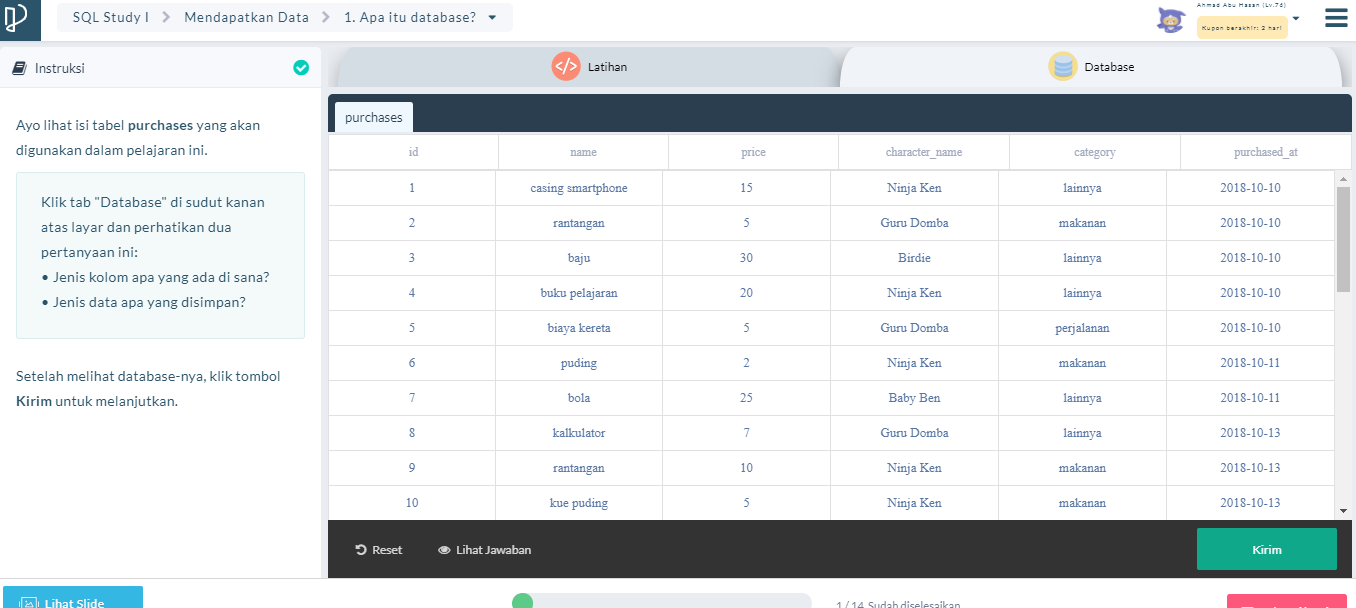 SQL Study I > Mendapatkan Data > 1. Apa itu database?
Ahmad Abu Hasan (Lv.76)
Kupon berakhir: 2 hari
Instruksi
Latihan
Database
Ayo lihat isi tabel purchases yang akan
digunakan dalam pelajaran ini.
Klik tab "Database" di sudut kanan
atas layar dan perhatikan dua
pertanyaan ini:
• Jenis kolom apa yang ada di sana?
• Jenis data apa yang disimpan?
Setelah melihat database-nya, klik tombol
Kirim untuk melanjutkan.
purchases
id name price character_name category purchased_at
1 casing smartphone 15 Ninja Ken lainnya 2018-10-10
2 rantangan 5 Guru Domba makanan 2018-10-10
3 baju 30 Birdie lainnya 2018-10-10
4 buku pelajaran 20 Ninja Ken lainnya 2018-10-10
5 biaya kereta 5 Guru Domba perjalanan 2018-10-10
6 puding 2 Ninja Ken makanan 2018-10-11
7 bola 25 Baby Ben lainnya 2018-10-11
8 kalkulator 7 Guru Domba lainnya 2018-10-13
9 rantangan 10 Ninja Ken makanan 2018-10-13
10 kue puding 5 Ninja Ken makanan 2018-10-13
Reset
Lihat Jawaban
Kirim
Lihat Slide
1 / 14 Sudah diselesaikan